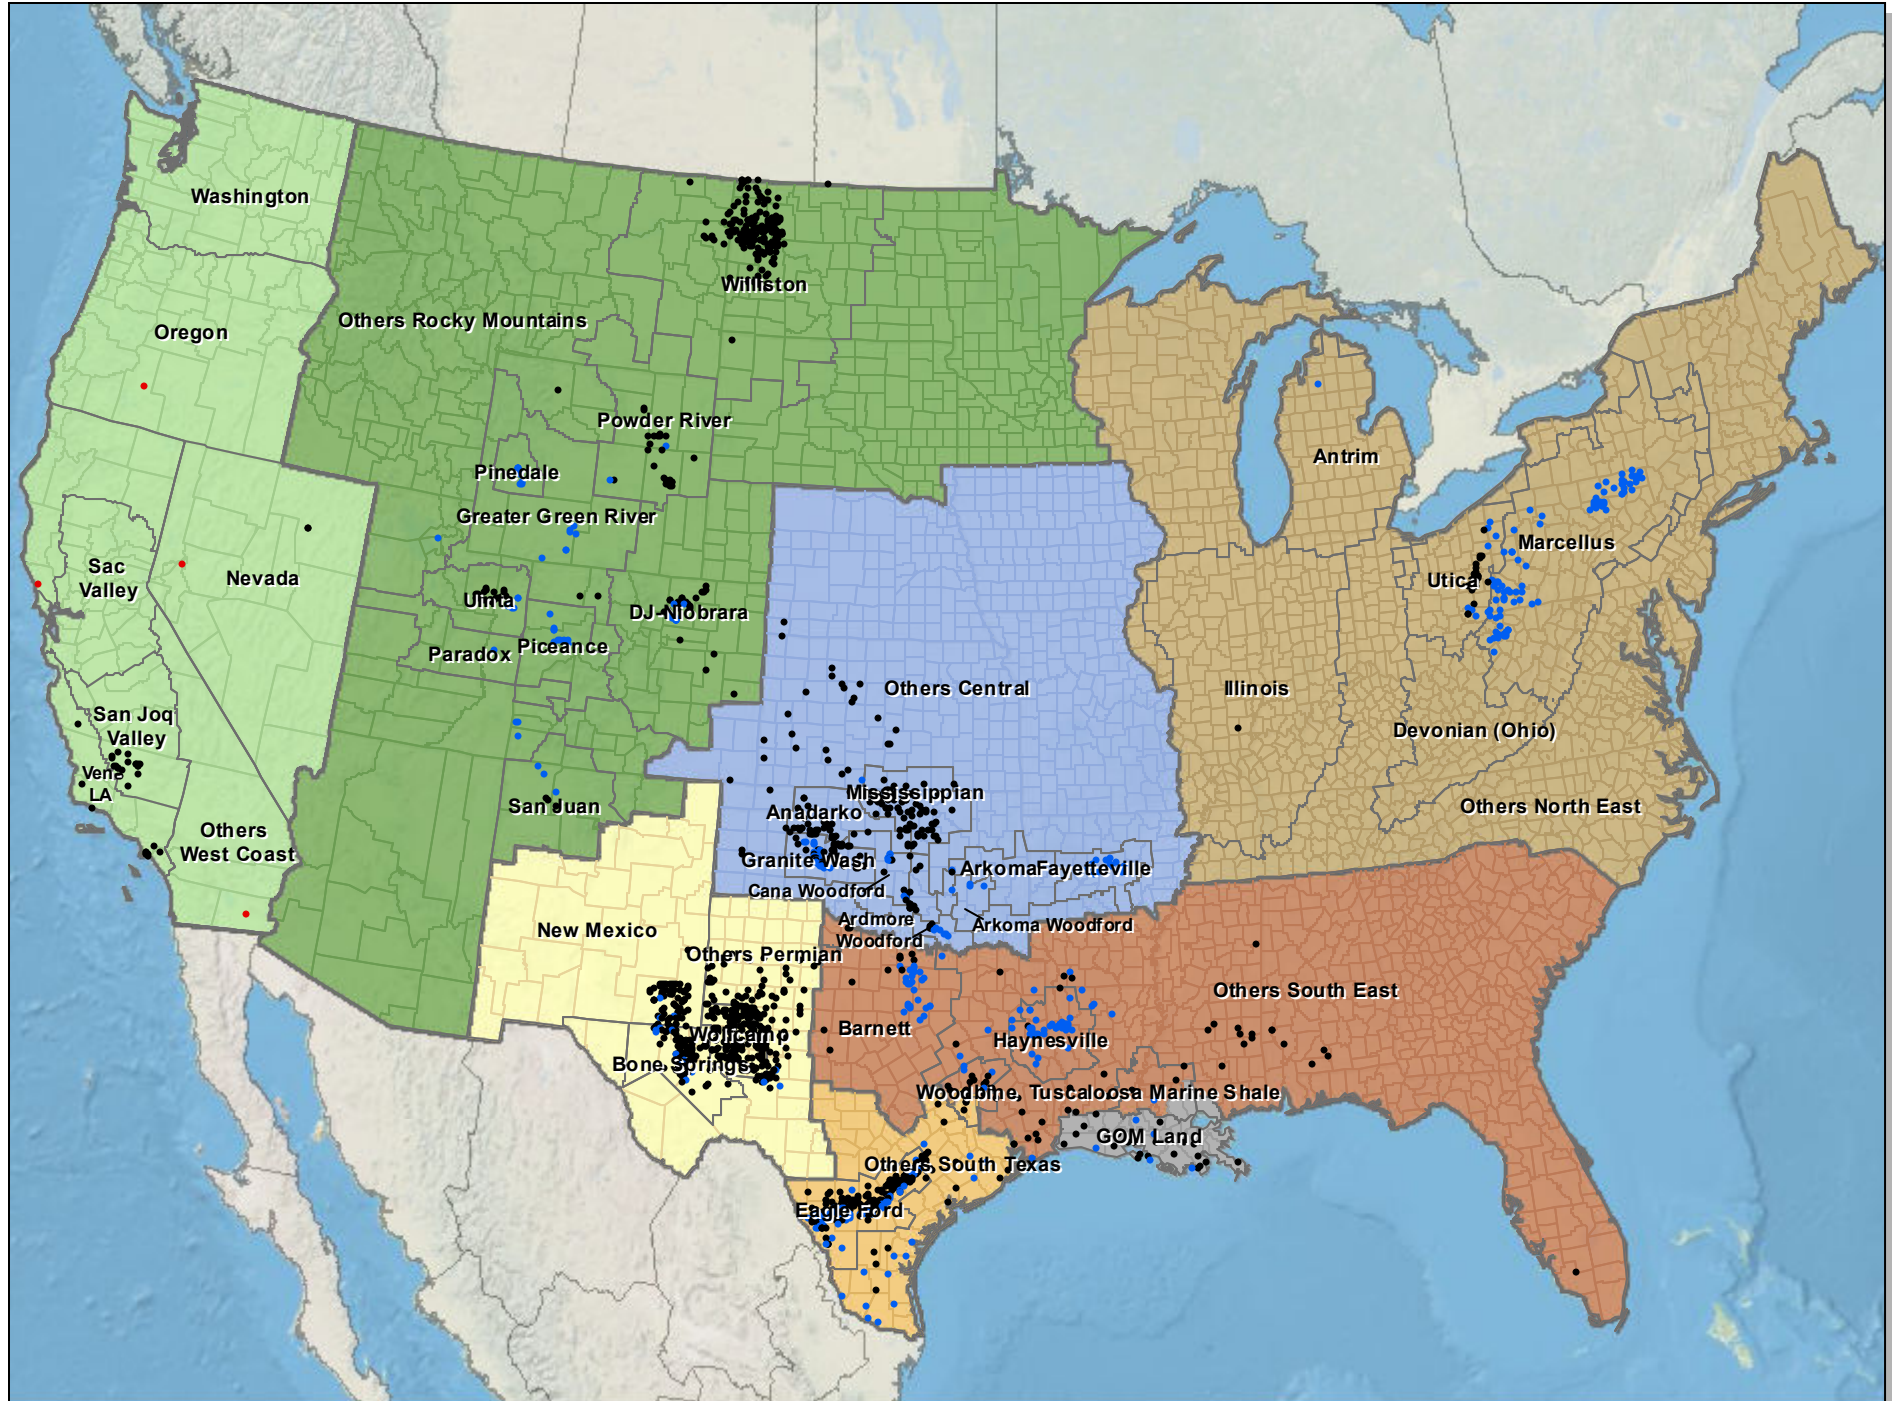 Washington
Williston
Others Rocky Mountains
Oregon
Powder River
Antrim
Pinedale
Greater Green River
Marcellus
Sac
Valley
Nevada
Utica
Uinta
DJ-Niobrara
Piceance
Paradox
Others Central
Illinois
San Joq
Valley
Devonian (Ohio)
Vent
LA
Mississippian
San Juan
Anadarko
Others North East
Others
West Coast
Granite Wash
Arkoma
Fayetteville
Cana Woodford
Ardmore
Woodford
Arkoma Woodford
New Mexico
Others Permian
Others South East
Barnett
Wolfcamp
Haynesville
Bone Springs
Woodbine, Tuscaloosa Marine Shale
GOM Land
Others South Texas
Eagle Ford